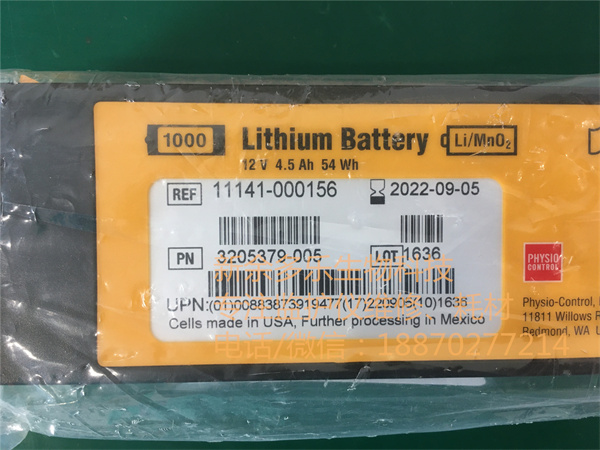 1000 Lithium Battery Li/MnO₂
12 V 4.5 Ah 54 Wh
REF 11141-000156 2022-09-05
PN 3205379-005 LOT 1636
PHYSIO
CONTROL
UPN:(01)00883873919477(17)220905(10)1636
Cells made in USA, Further processing in Mexico
Physio-Control,
11811 Willows
Redmond, WA
电话/微信 18870277214